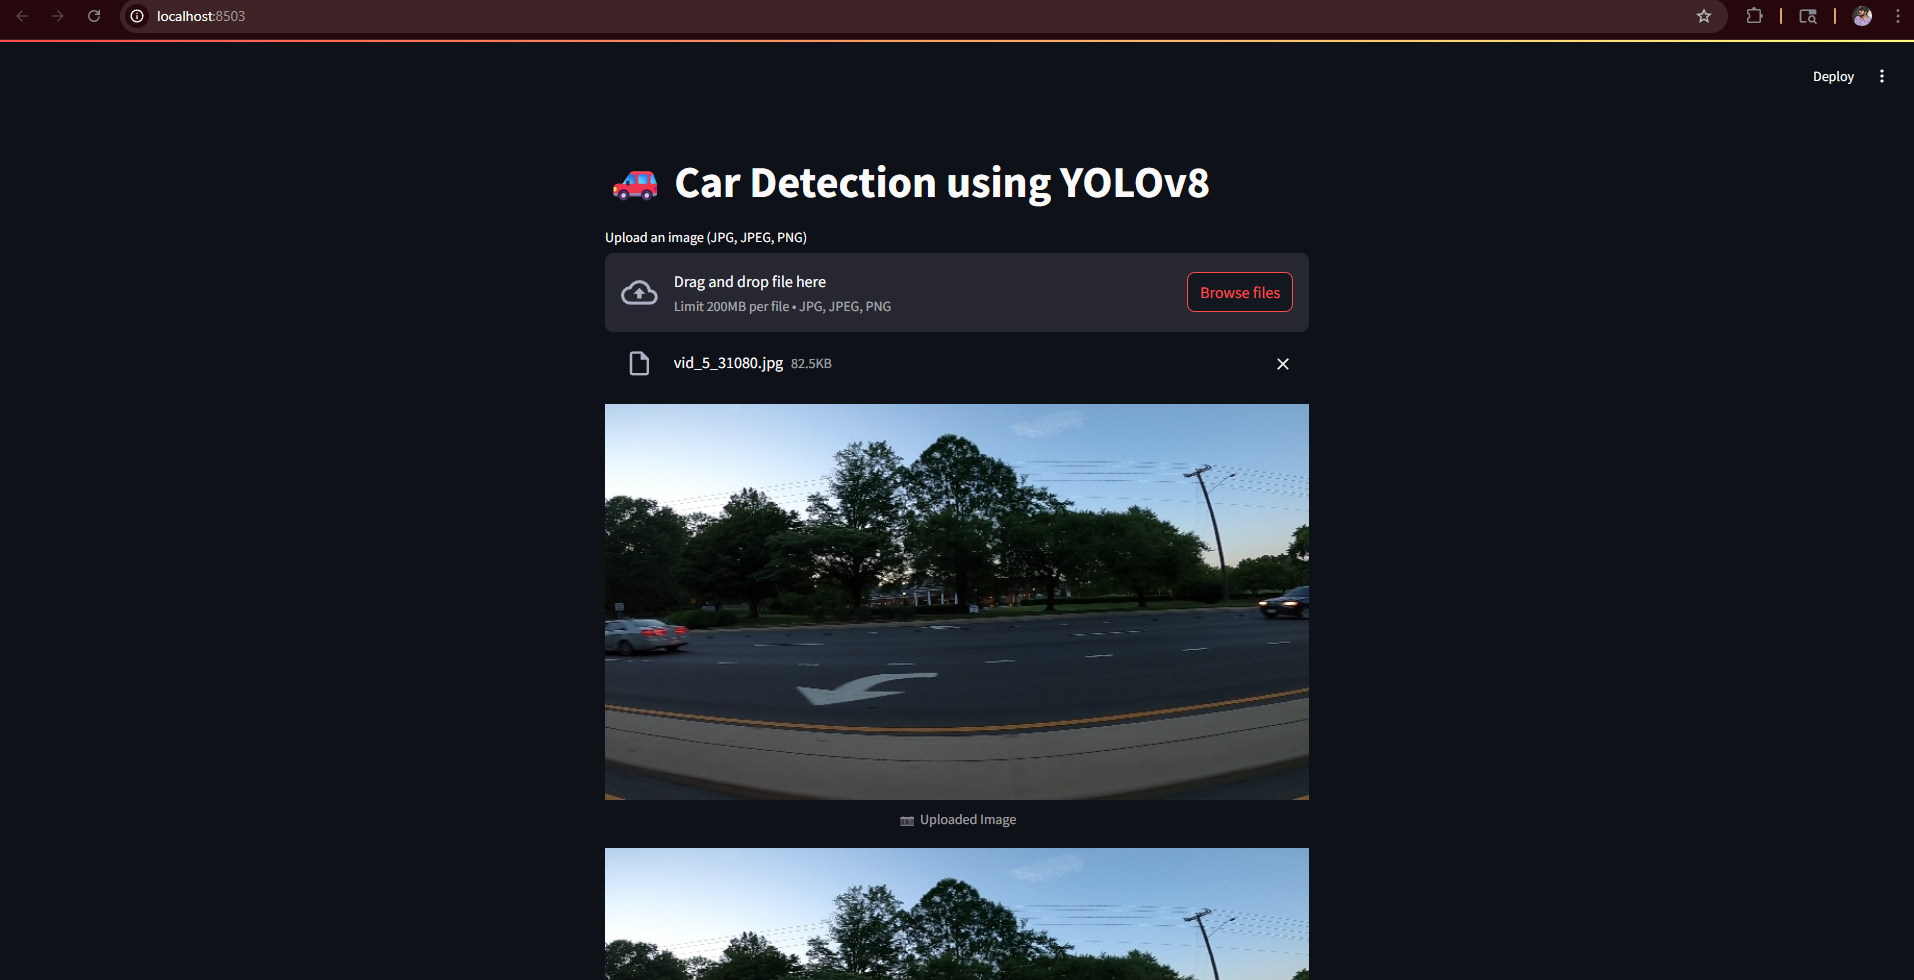 localhost:8503
Deploy
Car Detection using YOLOv8
Upload an image (JPG, JPEG, PNG)
Drag and drop file here
Limit 200MB per file • JPG, JPEG, PNG
Browse files
vid_5_31080.jpg 82.5KB
Uploaded Image